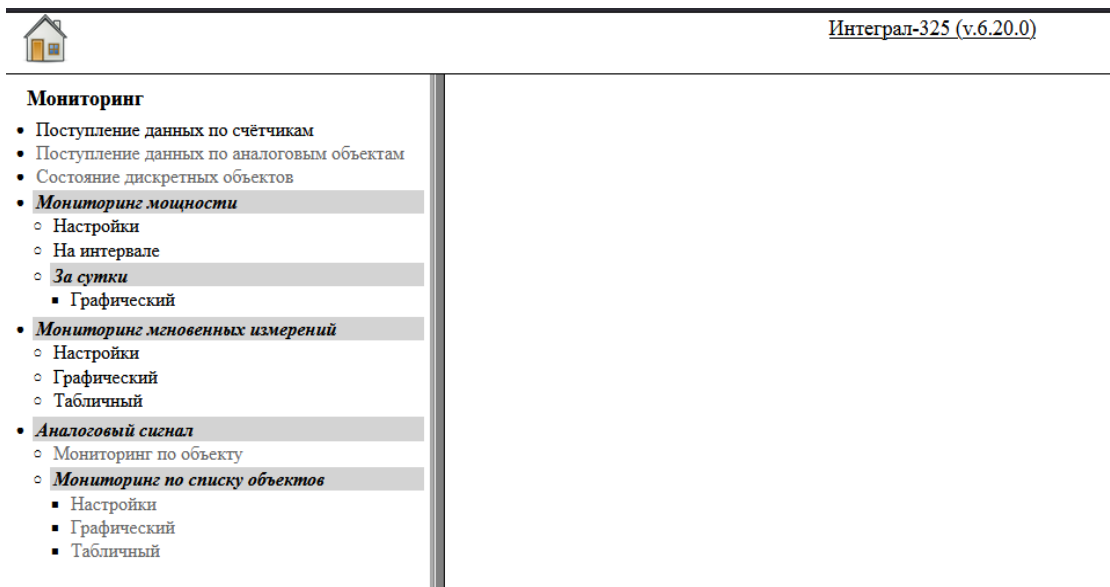 Интеграл-325 (v.6.20.0)
Мониторинг
Поступление данных по счётчикам
Поступление данных по аналоговым объектам
Состояние дискретных объектов
Мониторинг мощности
Настройки
На интервале
За сутки
Графический
Мониторинг мгновенных измерений
Настройки
Графический
Табличный
Аналоговый сигнал
Мониторинг по объекту
Мониторинг по списку объектов
Настройки
Графический
Табличный